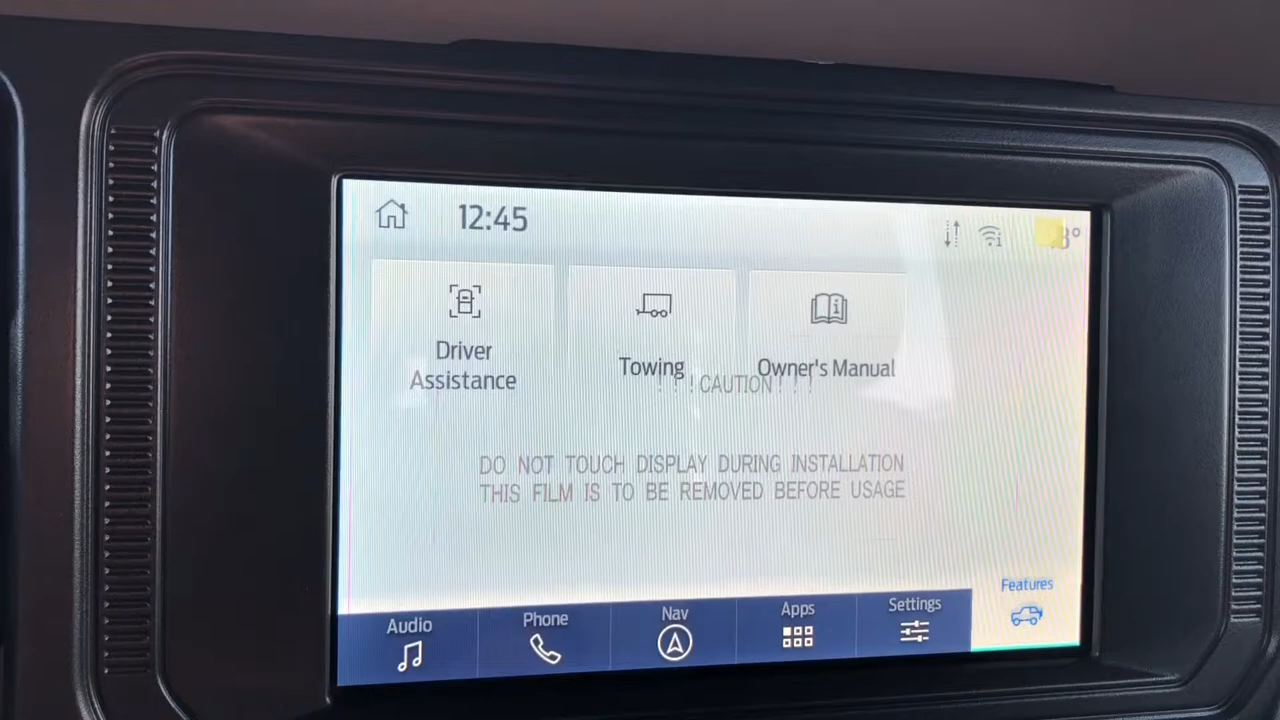 12:45
Driver
Assistance
Towing
Owner's Manual
! ! ! CAUTION ! ! !
DO NOT TOUCH DISPLAY DURING INSTALLATION
THIS FILM IS TO BE REMOVED BEFORE USAGE
Audio
Phone
Nav
Apps
Settings
Features